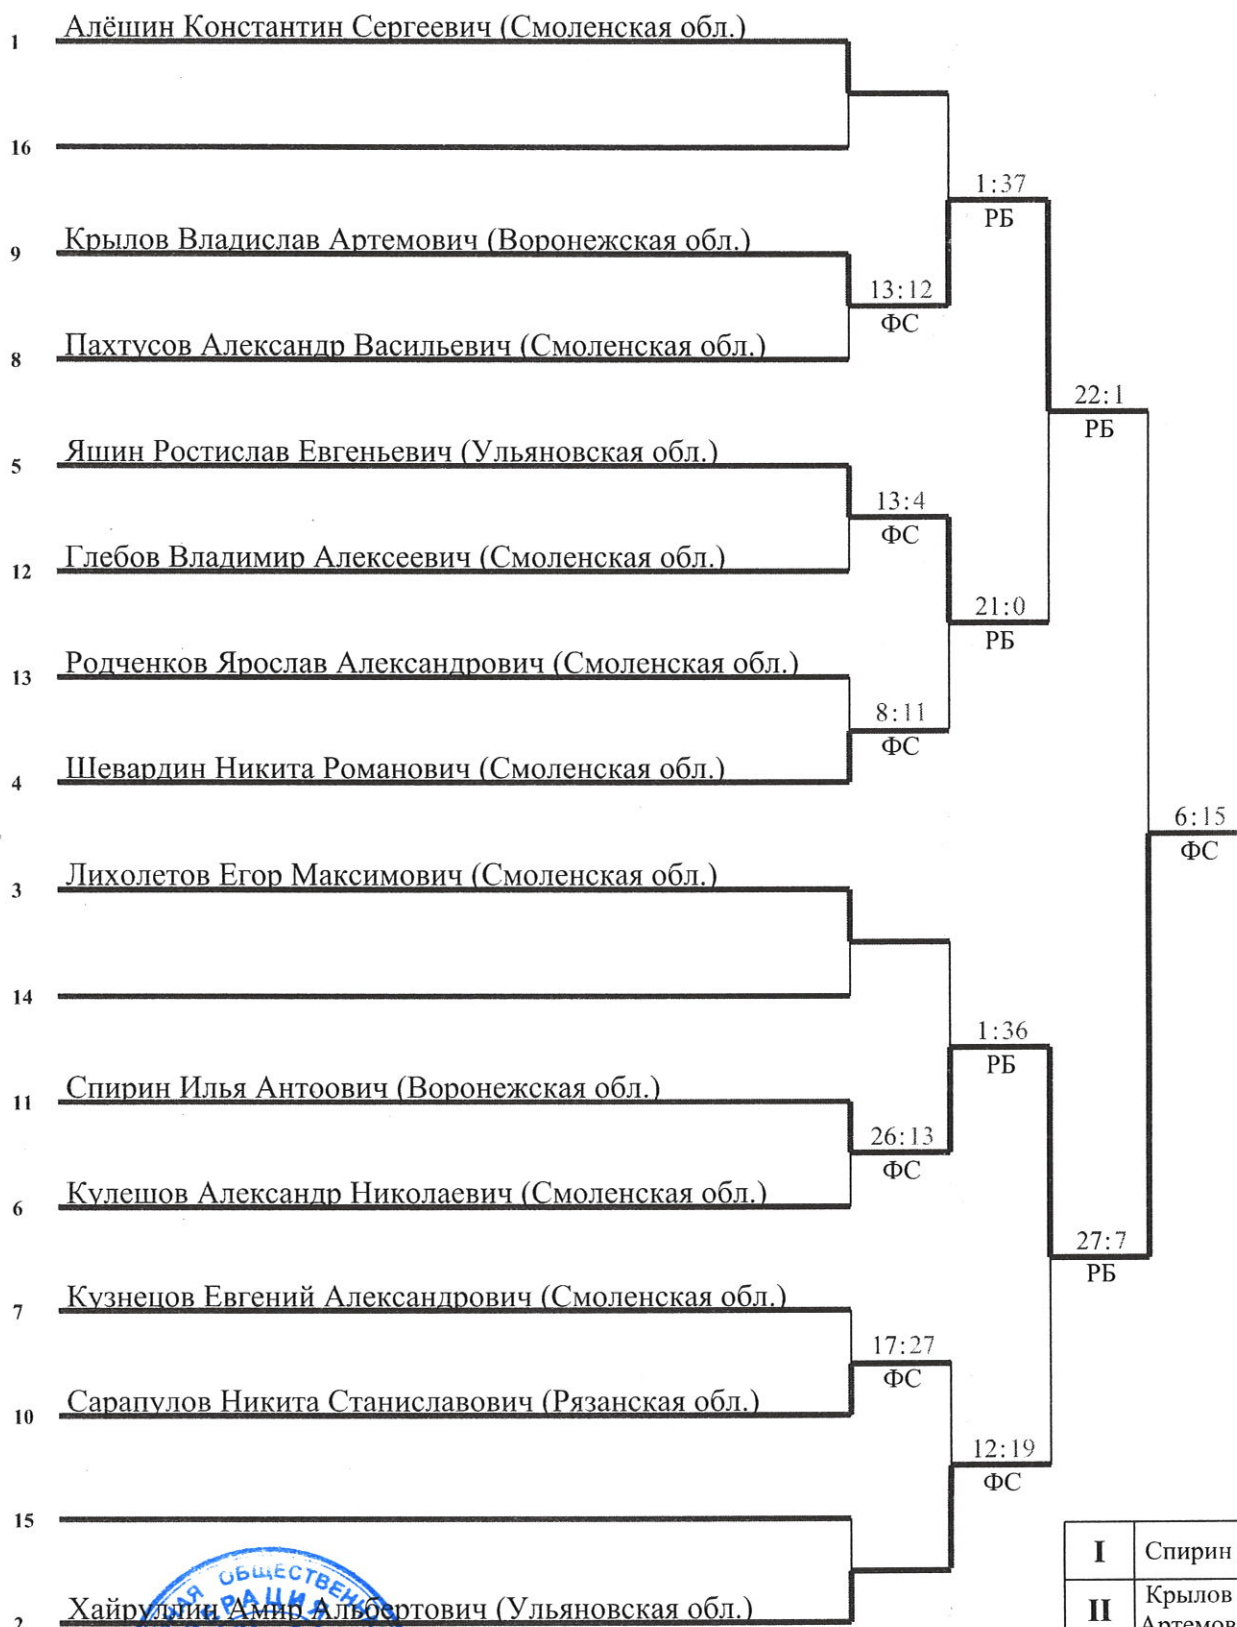 1 Алёшин Константин Сергеевич (Смоленская обл.)
16
1:37
РБ
9 Крылов Владислав Артемович (Воронежская обл.)
13:12
ФС
8 Пахтусов Александр Васильевич (Смоленская обл.)
22:1
РБ
5 Яшин Ростислав Евгеньевич (Ульяновская обл.)
13:4
ФС
12 Глебов Владимир Алексеевич (Смоленская обл.)
21:0
РБ
13 Родченков Ярослав Александрович (Смоленская обл.)
8:11
ФС
4 Шевардин Никита Романович (Смоленская обл.)
6:15
ФС
3 Лихолетов Егор Максимович (Смоленская обл.)
14
1:36
РБ
11 Спирин Илья Антоович (Воронежская обл.)
26:13
ФС
6 Кулешов Александр Николаевич (Смоленская обл.)
27:7
РБ
7 Кузнецов Евгений Александрович (Смоленская обл.)
17:27
ФС
10 Сарапулов Никита Станиславович (Рязанская обл.)
12:19
ФС
15
I Спирин
ОБЩЕСТВЕН
2 Хайруллин Амир Альбертович (Ульяновская обл.)
II Крылов
Артемов